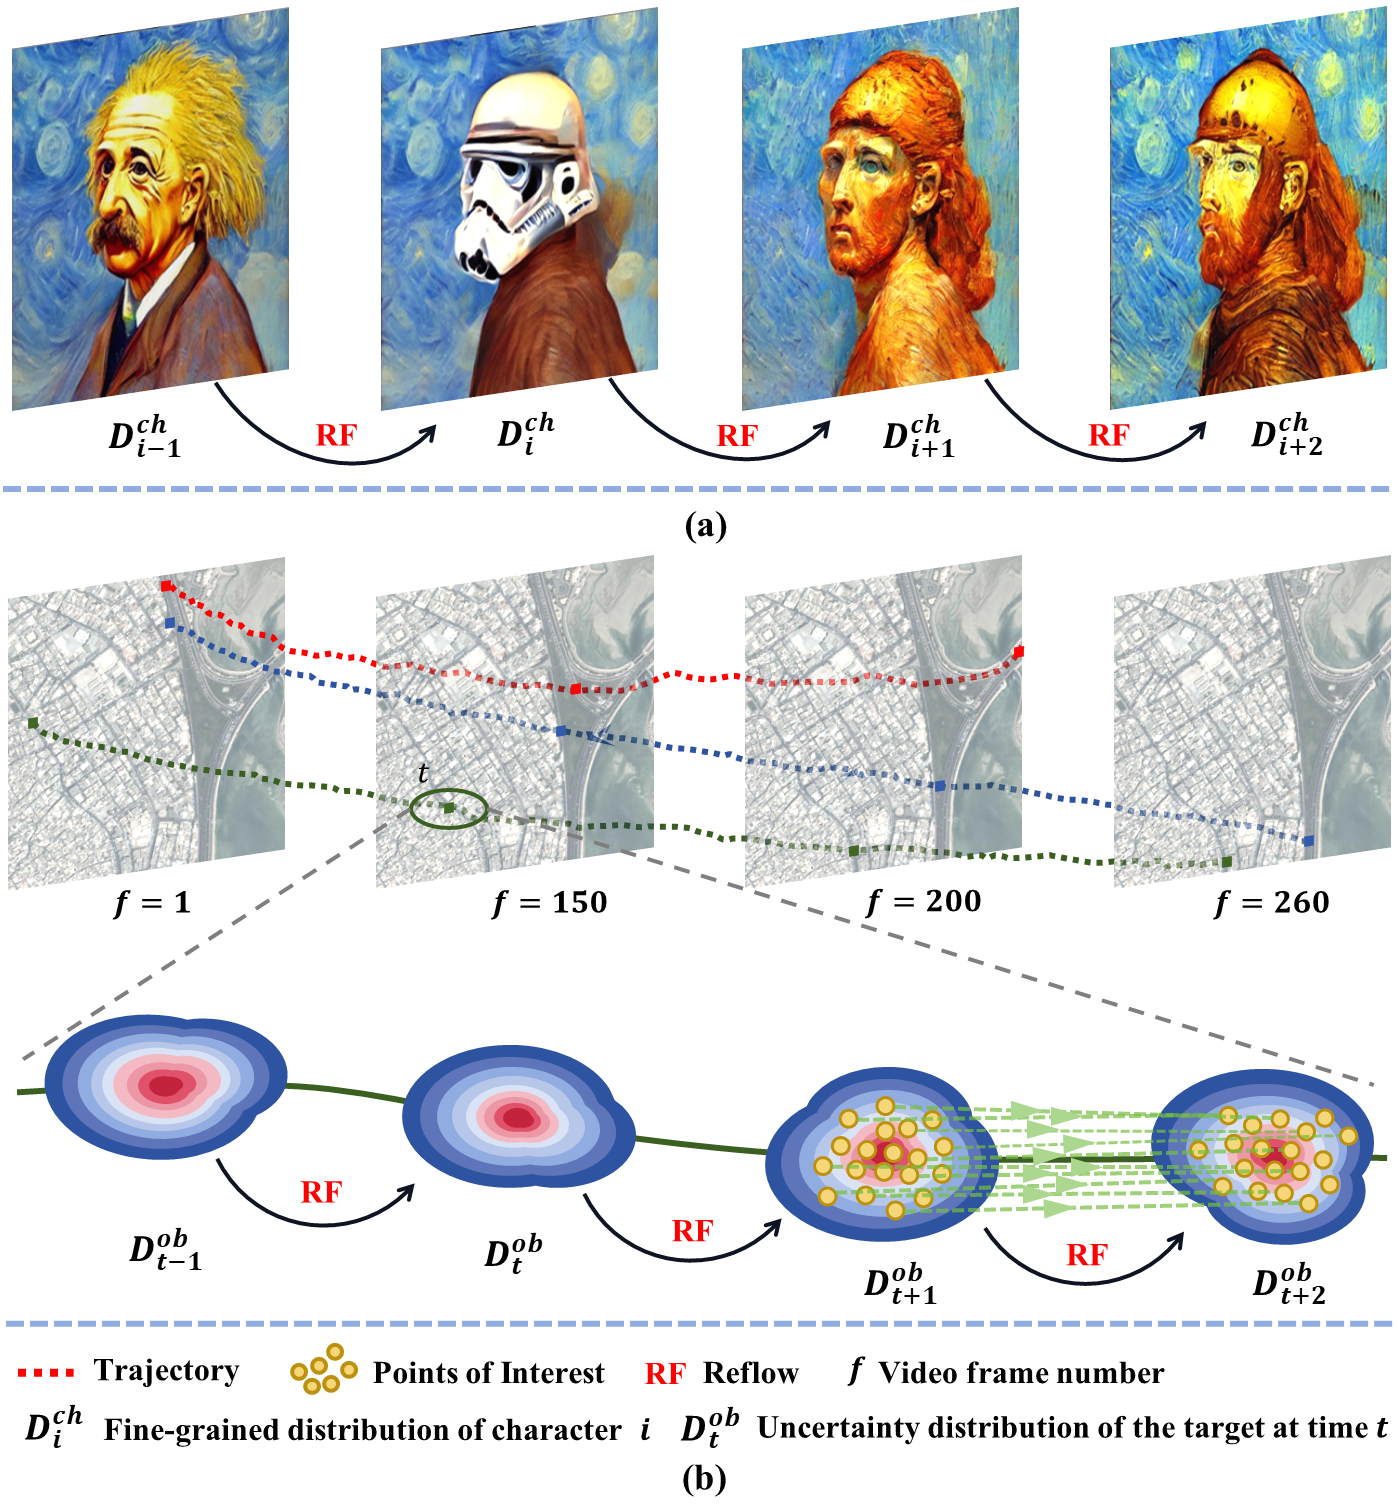 D_{i−1}^{ch} RF D_{i}^{ch} RF D_{i+1}^{ch} RF D_{i+2}^{ch}
(a)
t
f = 1 f = 150 f = 200 f = 260
D_{t−1}^{ob} RF D_{t}^{ob} RF D_{t+1}^{ob} RF D_{t+2}^{ob}
Trajectory Points of Interest RF Reflow f Video frame number
D_{i}^{ch} Fine-grained distribution of character i D_{t}^{ob} Uncertainty distribution of the target at time t
(b)